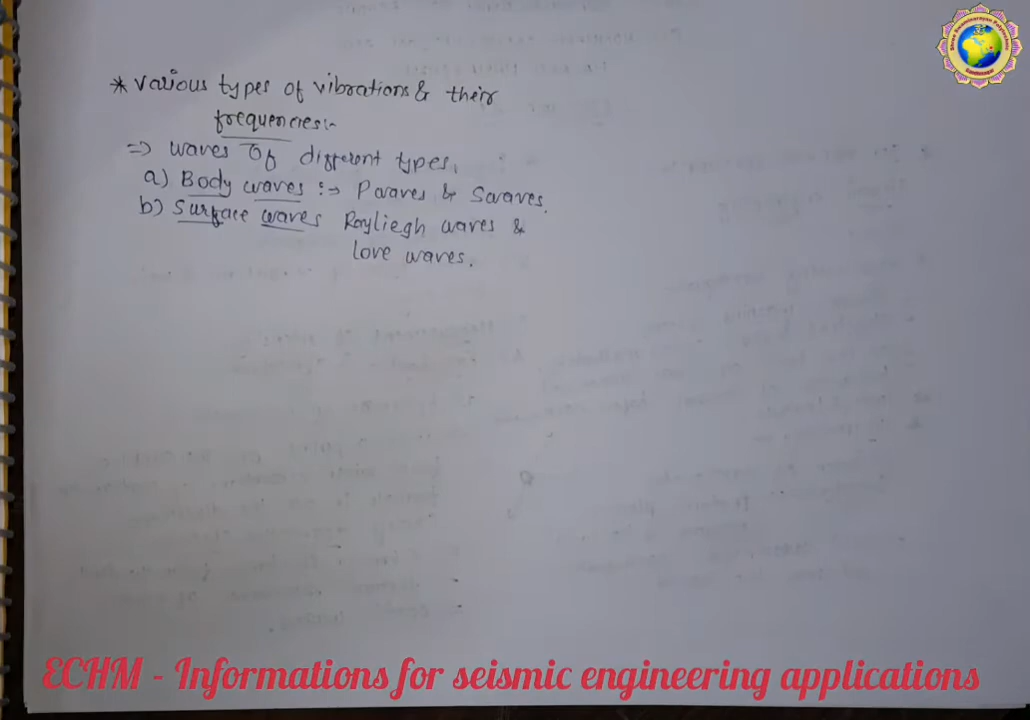 * Various types of vibrations & their
frequencies:-
=> waves of different types.
a) Body waves :-> P waves & S waves.
b) Surface waves Rayliegh waves &
Love waves.
ECHM - Informations for seismic engineering applications